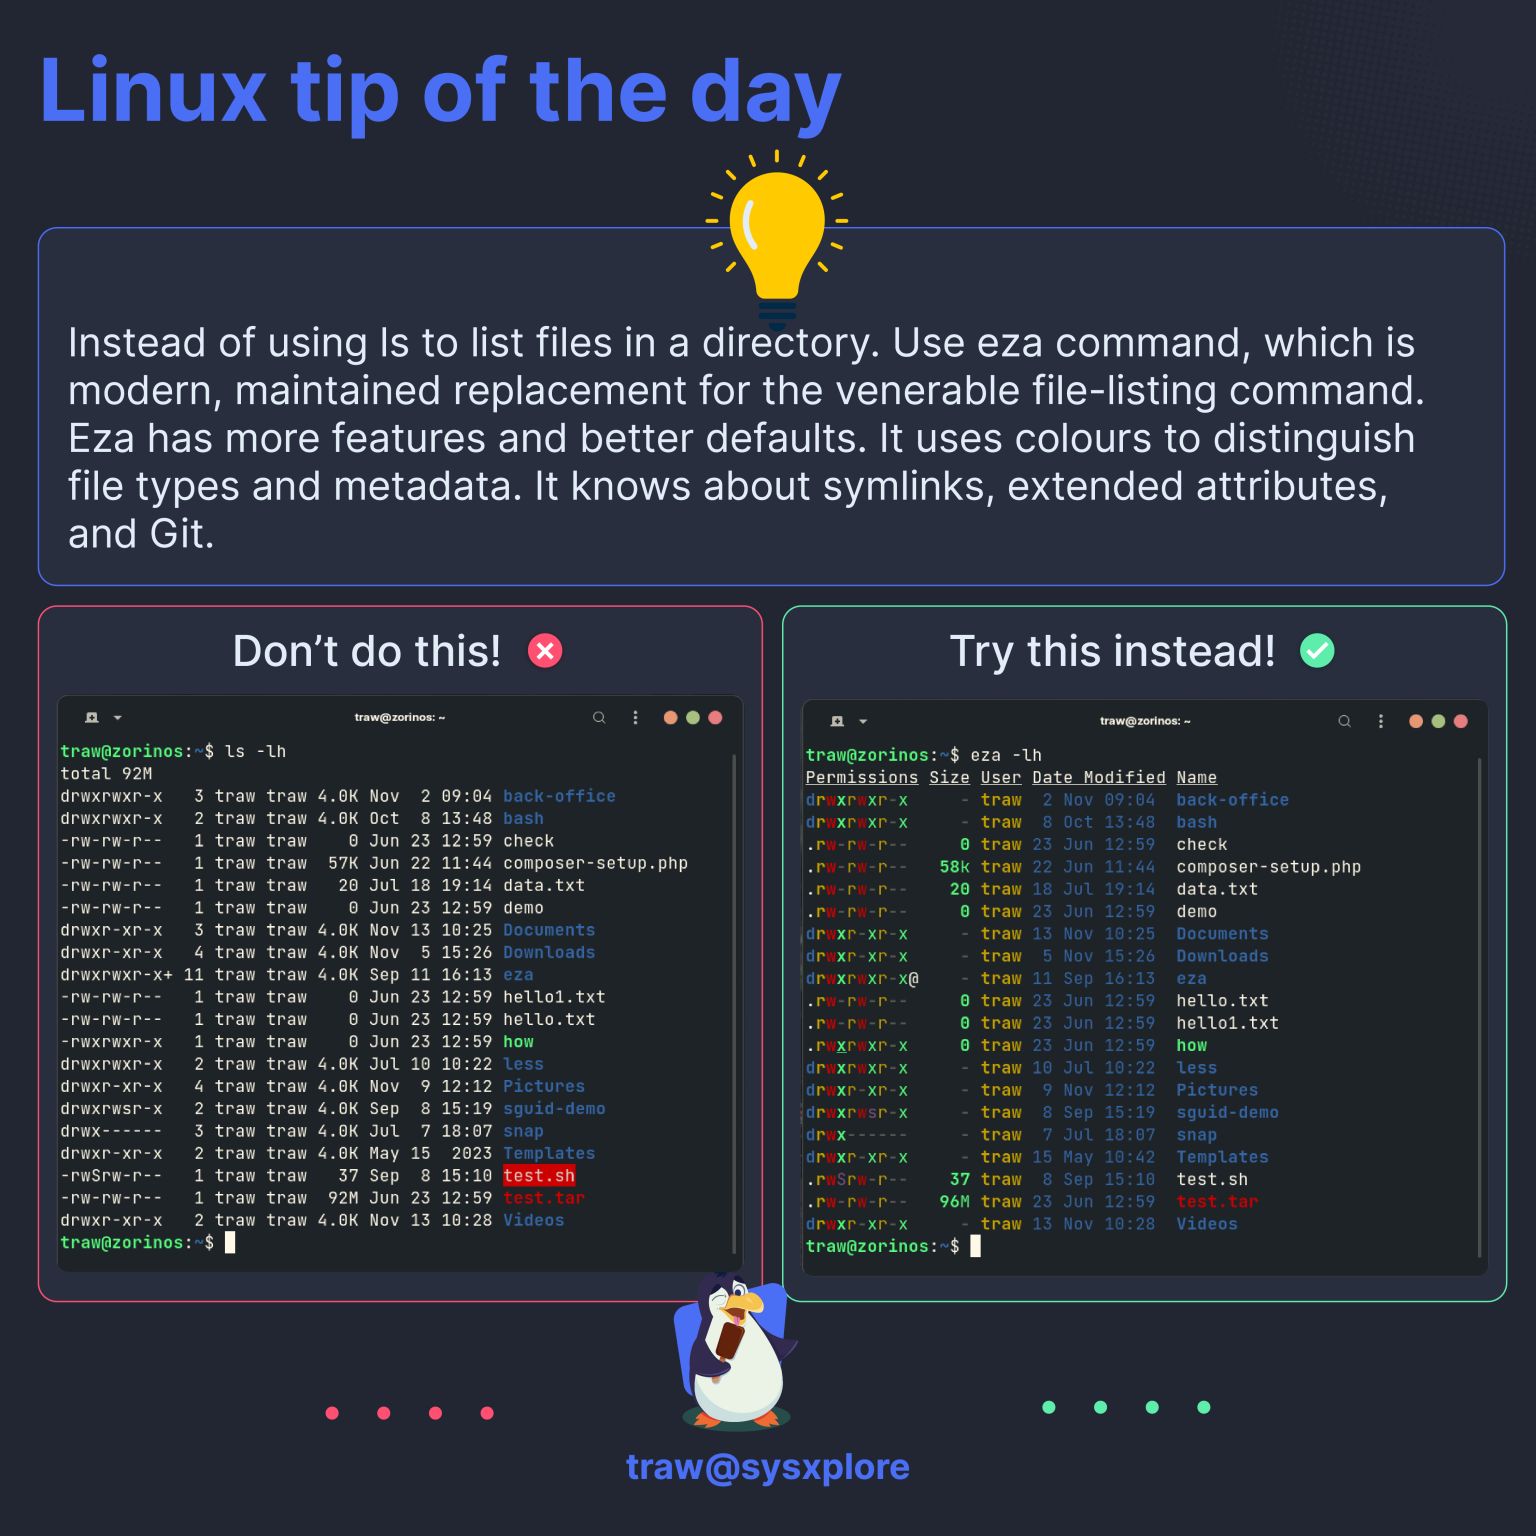 Linux tip of the day
Instead of using ls to list files in a directory. Use eza command, which is
modern, maintained replacement for the venerable file-listing command.
Eza has more features and better defaults. It uses colours to distinguish
file types and metadata. It knows about symlinks, extended attributes,
and Git.
Don’t do this!
traw@zorinos: ~
traw@zorinos:~$ ls -lh
total 92M
drwxrwxr-x   3 traw traw 4.0K Nov  2 09:04 back-office
drwxrwxr-x   2 traw traw 4.0K Oct  8 13:48 bash
-rw-rw-r--   1 traw traw    0 Jun 23 12:59 check
-rw-rw-r--   1 traw traw  57K Jun 22 11:44 composer-setup.php
-rw-rw-r--   1 traw traw   20 Jul 18 19:14 data.txt
-rw-rw-r--   1 traw traw    0 Jun 23 12:59 demo
drwxr-xr-x   3 traw traw 4.0K Nov 13 10:25 Documents
drwxr-xr-x   4 traw traw 4.0K Nov  5 15:26 Downloads
drwxrwxr-x+ 11 traw traw 4.0K Sep 11 16:13 eza
-rw-rw-r--   1 traw traw    0 Jun 23 12:59 hello1.txt
-rw-rw-r--   1 traw traw    0 Jun 23 12:59 hello.txt
-rwxrwxr-x   1 traw traw    0 Jun 23 12:59 how
drwxrwxr-x   2 traw traw 4.0K Jul 10 10:22 less
drwxr-xr-x   4 traw traw 4.0K Nov  9 12:12 Pictures
drwxrwsr-x   2 traw traw 4.0K Sep  8 15:19 sguid-demo
drwx------   3 traw traw 4.0K Jul  7 18:07 snap
drwxr-xr-x   2 traw traw 4.0K May 15  2023 Templates
-rwSrw-r--   1 traw traw   37 Sep  8 15:10 test.sh
-rw-rw-r--   1 traw traw  92M Jun 23 12:59 test.tar
drwxr-xr-x   2 traw traw 4.0K Nov 13 10:28 Videos
traw@zorinos:~$
Try this instead!
traw@zorinos: ~
traw@zorinos:~$ eza -lh
Permissions Size User Date Modified Name
drwxrwxr-x     - traw  2 Nov 09:04  back-office
drwxrwxr-x     - traw  8 Oct 13:48  bash
.rw-rw-r--     0 traw 23 Jun 12:59  check
.rw-rw-r--   58k traw 22 Jun 11:44  composer-setup.php
.rw-rw-r--    20 traw 18 Jul 19:14  data.txt
.rw-rw-r--     0 traw 23 Jun 12:59  demo
drwxr-xr-x     - traw 13 Nov 10:25  Documents
drwxr-xr-x     - traw  5 Nov 15:26  Downloads
drwxrwxr-x@    - traw 11 Sep 16:13  eza
.rw-rw-r--     0 traw 23 Jun 12:59  hello.txt
.rw-rw-r--     0 traw 23 Jun 12:59  hello1.txt
.rwxrwxr-x     0 traw 23 Jun 12:59  how
drwxrwxr-x     - traw 10 Jul 10:22  less
drwxr-xr-x     - traw  9 Nov 12:12  Pictures
drwxrwsr-x     - traw  8 Sep 15:19  sguid-demo
drwx------     - traw  7 Jul 18:07  snap
drwxr-xr-x     - traw 15 May 10:42  Templates
.rwSrw-r--    37 traw  8 Sep 15:10  test.sh
.rw-rw-r--   96M traw 23 Jun 12:59  test.tar
drwxr-xr-x     - traw 13 Nov 10:28  Videos
traw@zorinos:~$
traw@sysxplore